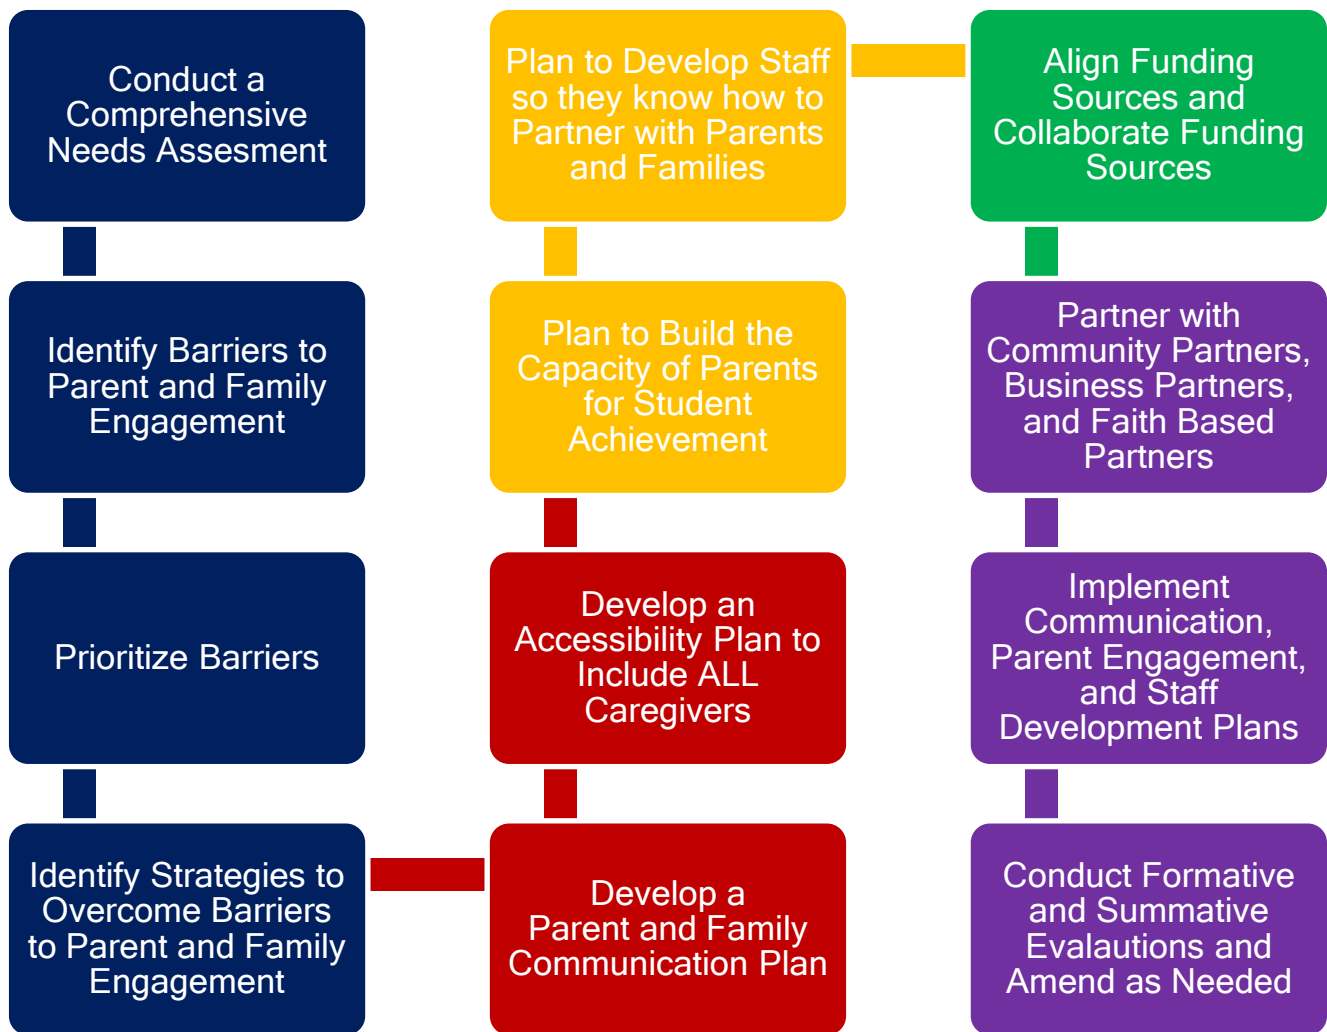 Conduct a
Comprehensive
Needs Assesment
Identify Barriers to
Parent and Family
Engagement
Prioritize Barriers
Identify Strategies to
Overcome Barriers
to Parent and Family
Engagement
Develop a
Parent and Family
Communication Plan
Develop an
Accessibility Plan to
Include ALL
Caregivers
Plan to Build the
Capacity of Parents
for Student
Achievement
Plan to Develop Staff
so they know how to
Partner with Parents
and Families
Align Funding
Sources and
Collaborate Funding
Sources
Partner with
Community Partners,
Business Partners,
and Faith Based
Partners
Implement
Communication,
Parent Engagement,
and Staff
Development Plans
Conduct Formative
and Summative
Evalautions and
Amend as Needed